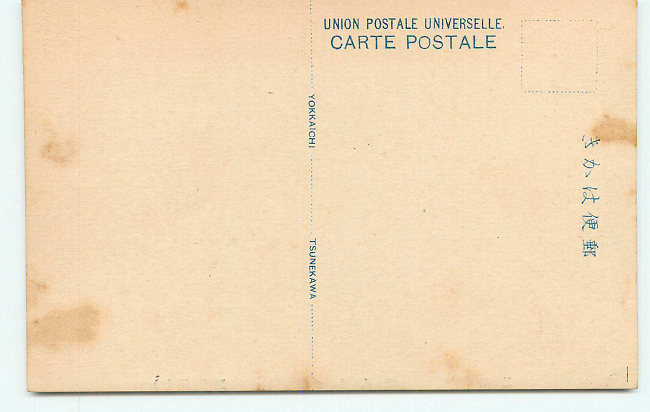 UNION POSTALE UNIVERSELLE.
CARTE POSTALE
YOKKAICHI
TSUNEKAWA
きかは便郵